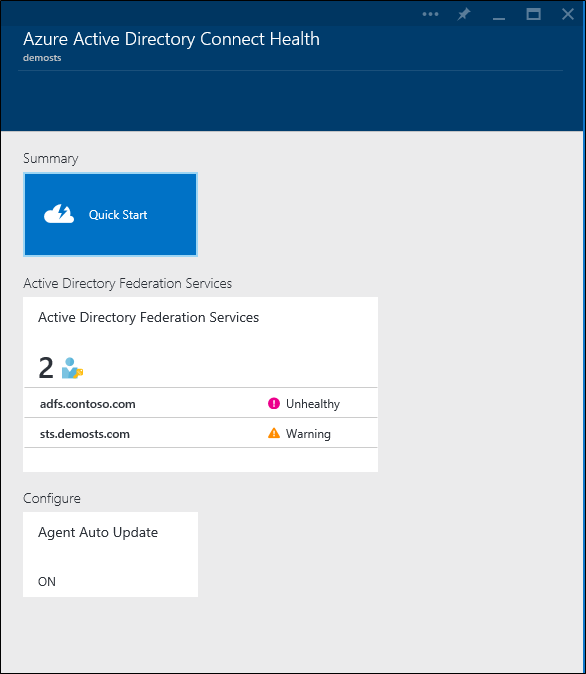 Azure Active Directory Connect Health
demosts
Summary
Quick Start
Active Directory Federation Services
Active Directory Federation Services
2
adfs.contoso.com Unhealthy
sts.demosts.com Warning
Configure
Agent Auto Update
ON